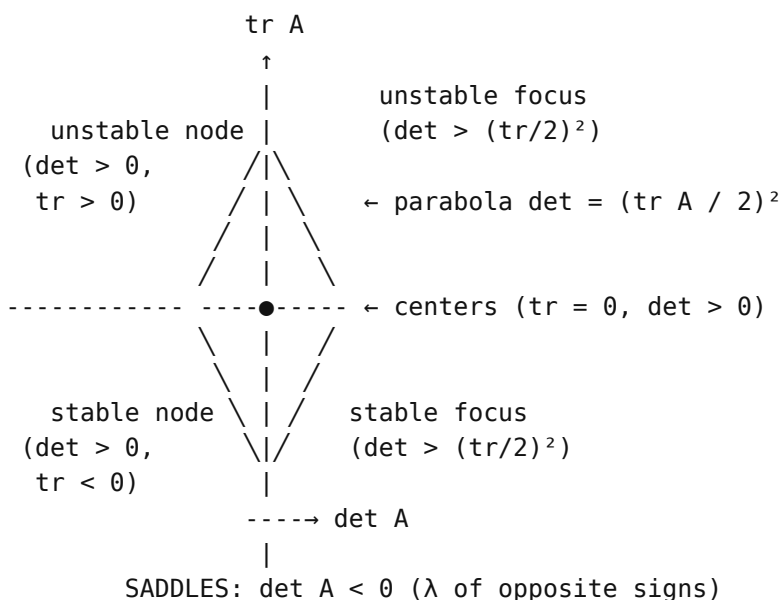 tr A
↑
|
| unstable focus
unstable node | (det > (tr/2)²)
(det > 0, /|\
tr > 0) / | \ ← parabola det = (tr A / 2)²
/ | \
/ | \
------------ ----●----- ← centers (tr = 0, det > 0)
\ | /
\ | /
\ | /
stable node \ | / stable focus
(det > 0, \|/ (det > (tr/2)²)
tr < 0) |
----→ det A
|
SADDLES: det A < 0 (λ of opposite signs)